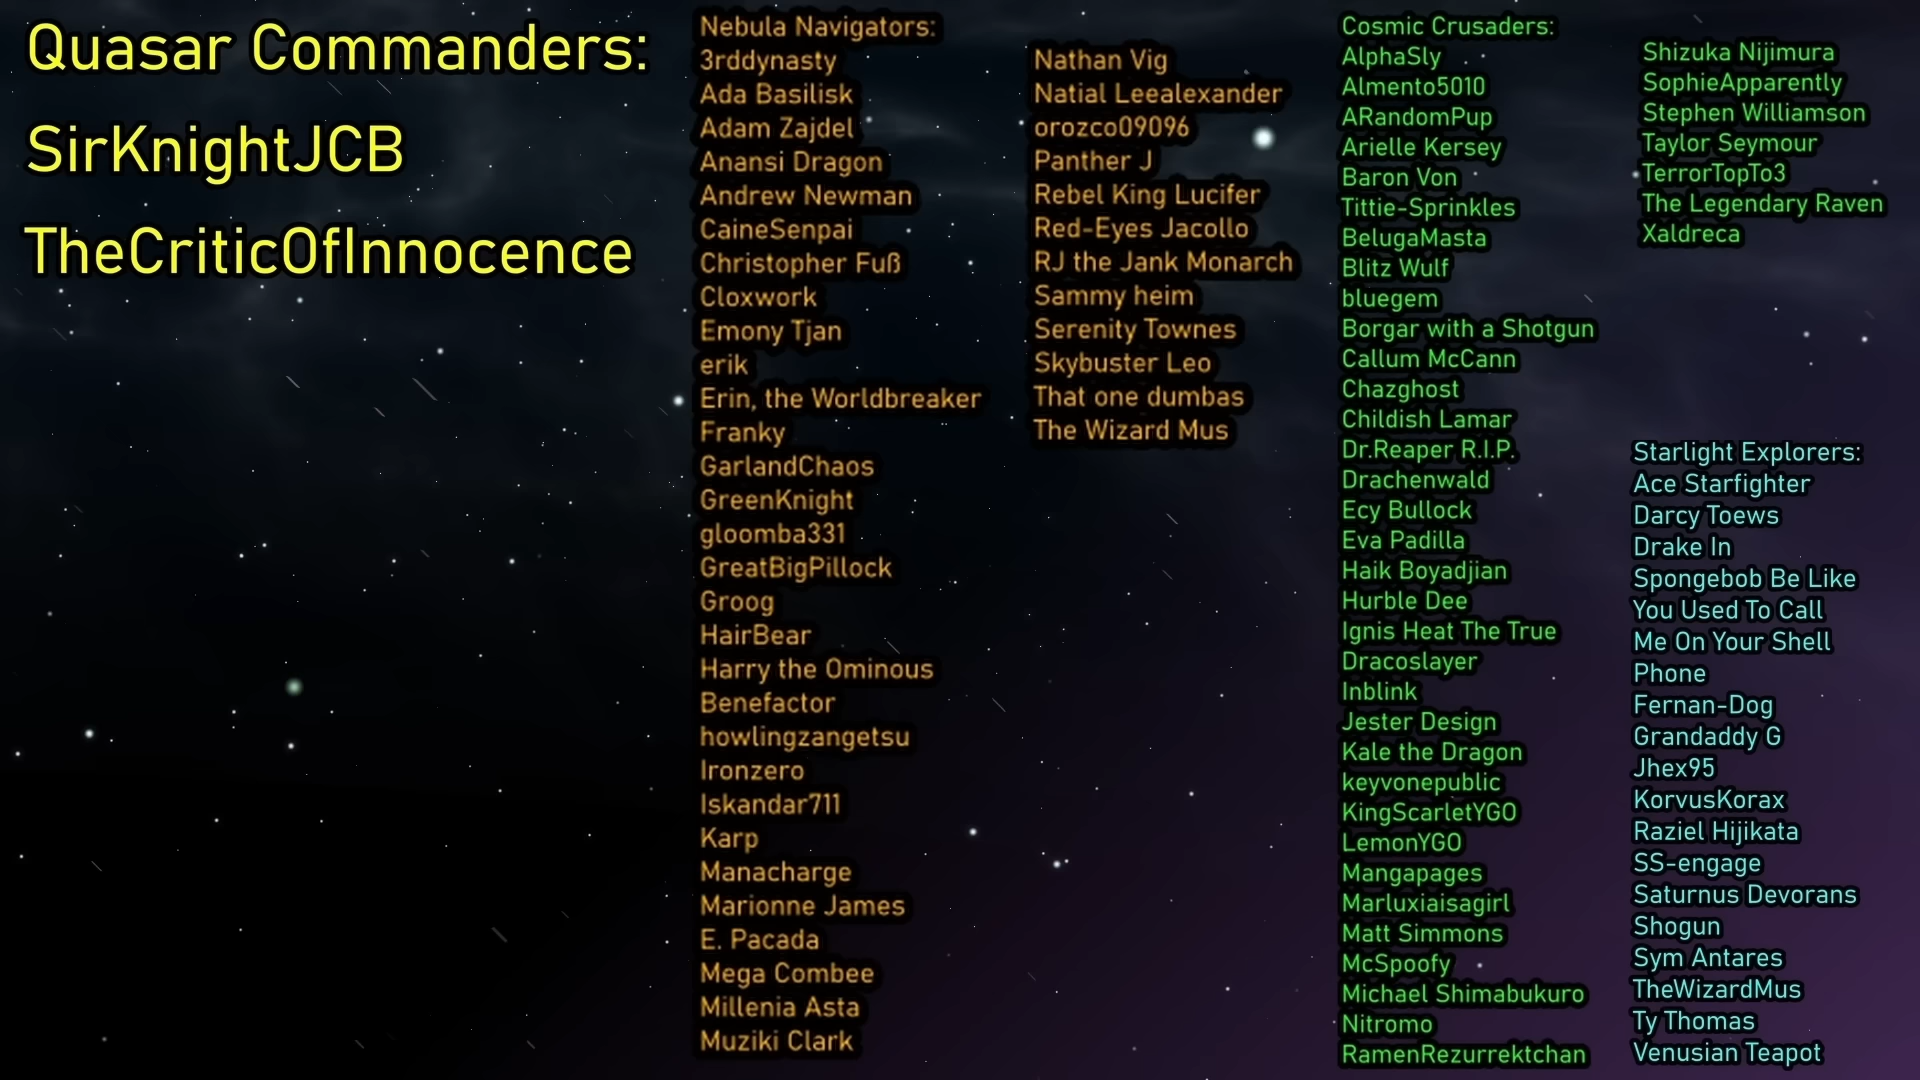 Quasar Commanders:
SirKnightJCB
TheCriticOfInnocence
Nebula Navigators:
3rddynasty
Ada Basilisk
Adam Zajdel
Anansi Dragon
Andrew Newman
CaineSenpai
Christopher Fuß
Cloxwork
Emony Tjan
erik
Erin, the Worldbreaker
Franky
GarlandChaos
GreenKnight
gloomba331
GreatBigPillock
Groog
HairBear
Harry the Ominous
Benefactor
howlingzangetsu
Ironzero
Iskandar711
Karp
Manacharge
Marionne James
E. Pacada
Mega Combee
Millenia Asta
Muziki Clark
Nathan Vig
Natial Leealexander
orozco09096
Panther J
Rebel King Lucifer
Red-Eyes Jacollo
RJ the Jank Monarch
Sammy heim
Serenity Townes
Skybuster Leo
That one dumbas
The Wizard Mus
Cosmic Crusaders:
AlphaSly
Almento5010
ARandomPup
Arielle Kersey
Baron Von
Tittie-Sprinkles
BelugaMasta
Blitz Wulf
bluegem
Borgar with a Shotgun
Callum McCann
Chazghost
Childish Lamar
Dr.Reaper R.I.P.
Drachenwald
Ecy Bullock
Eva Padilla
Haik Boyadjian
Hurble Dee
Ignis Heat The True
Dracoslayer
Inblink
Jester Design
Kale the Dragon
keyvonepublic
KingScarletYGO
LemonYGO
Mangapages
Marluxiaisagirl
Matt Simmons
McSpoofy
Michael Shimabukuro
Nitromo
RamenRezurrektchan
Shizuka Nijimura
SophieApparently
Stephen Williamson
Taylor Seymour
TerrorTopTo3
The Legendary Raven
Xaldreca
Starlight Explorers:
Ace Starfighter
Darcy Toews
Drake In
Spongebob Be Like
You Used To Call
Me On Your Shell
Phone
Fernan-Dog
Grandaddy G
Jhex95
KorvusKorax
Raziel Hijikata
SS-engage
Saturnus Devorans
Shogun
Sym Antares
TheWizardMus
Ty Thomas
Venusian Teapot